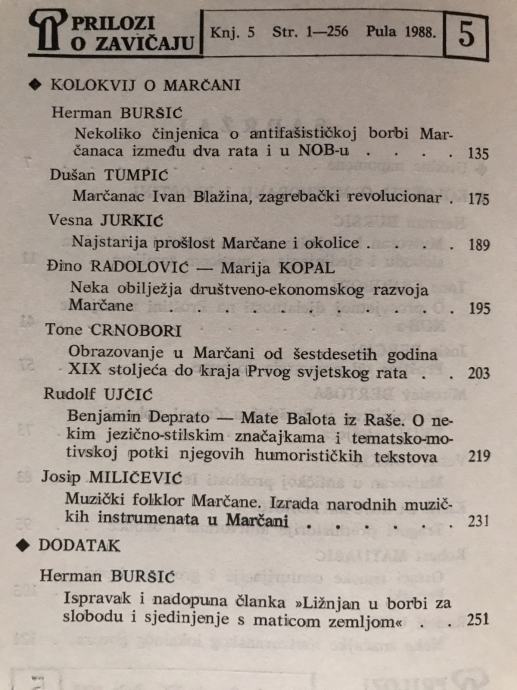 PRILOZI
O ZAVIČAJU
Knj. 5 Str. 1—256 Pula 1988.
5
◆ KOLOKVIJ O MARČANI
Herman BURŠIĆ
Nekoliko činjenica o antifašističkoj borbi Mar-
čanaca između dva rata i u NOB-u . . . . 135
Dušan TUMPIĆ
Marčanac Ivan Blažina, zagrebački revolucionar . 175
Vesna JURKIĆ
Najstarija prošlost Marčane i okolice . . . . 189
Đino RADOLOVIĆ — Marija KOPAL
Neka obilježja društveno-ekonomskog razvoja
Marčane . . . . . . . . . 195
Tone CRNOBORI
Obrazovanje u Marčani od šestdesetih godina
XIX stoljeća do kraja Prvog svjetskog rata . . 203
Rudolf UJČIĆ
Benjamin Deprato — Mate Balota iz Raše. O ne-
kim jezično-stilskim značajkama i tematsko-mo-
tivskoj potki njegovih humorističkih tekstova 219
Josip MILIČEVIĆ
Muzički folklor Marčane. Izrada narodnih muzič-
kih instrumenata u Marčani . . . . . . 231
◆ DODATAK
Herman BURŠIĆ
Ispravak i nadopuna članka »Ližnjan u borbi za
slobodu i sjedinjenje s maticom zemljom« . . 251